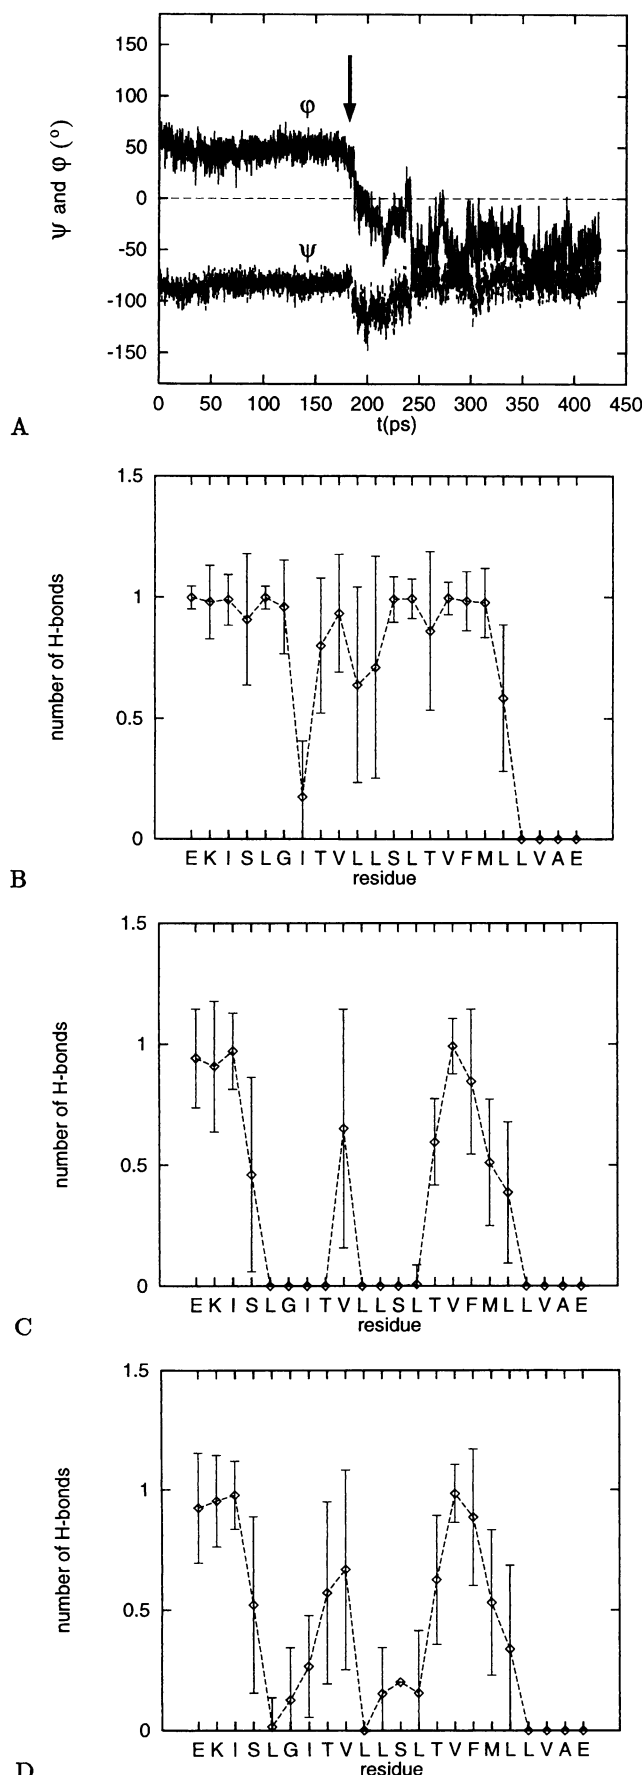 150
100
50
0
-50
-100
-150
ψ and φ (°)
φ
ψ
0 50 100 150 200 250 300 350 400 450
t(ps)
A
1.5
1
0.5
0
number of H-bonds
E K I S L G I T V L L S L T V F M L L V A E
residue
B
1.5
1
0.5
0
number of H-bonds
E K I S L G I T V L L S L T V F M L L V A E
residue
C
1.5
1
0.5
0
number of H-bonds
E K I S L G I T V L L S L T V F M L L V A E
residue
D